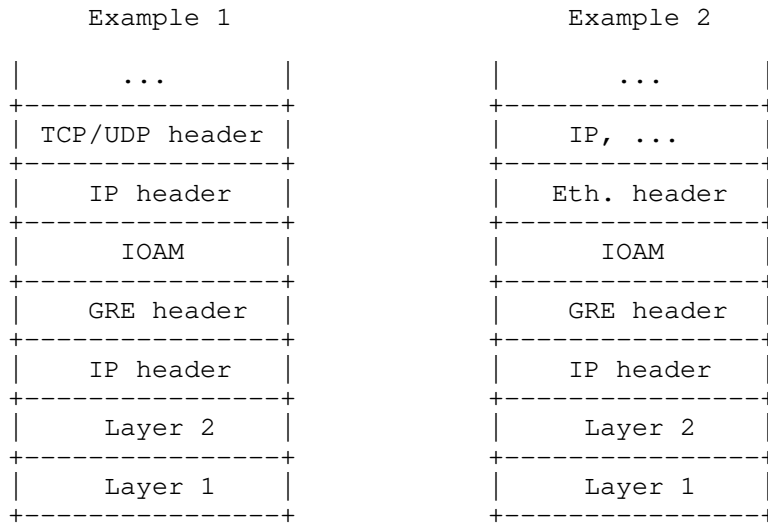 Example 1 Example 2
| ... | | ... |
+----------------+ +----------------+
| TCP/UDP header | | IP, ... |
+----------------+ +----------------+
| IP header | | Eth. header |
+----------------+ +----------------+
| IOAM | | IOAM |
+----------------+ +----------------+
| GRE header | | GRE header |
+----------------+ +----------------+
| IP header | | IP header |
+----------------+ +----------------+
| Layer 2 | | Layer 2 |
+----------------+ +----------------+
| Layer 1 | | Layer 1 |
+----------------+ +----------------+